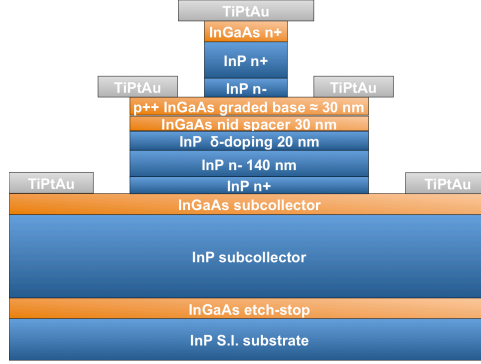 TiPtAu
InGaAs n+
InP n+
InP n-
TiPtAu
TiPtAu
p++ InGaAs graded base ≈ 30 nm
InGaAs nid spacer 30 nm
InP δ-doping 20 nm
InP n- 140 nm
InP n+
TiPtAu
TiPtAu
InGaAs subcollector
InP subcollector
InGaAs etch-stop
InP S.I. substrate